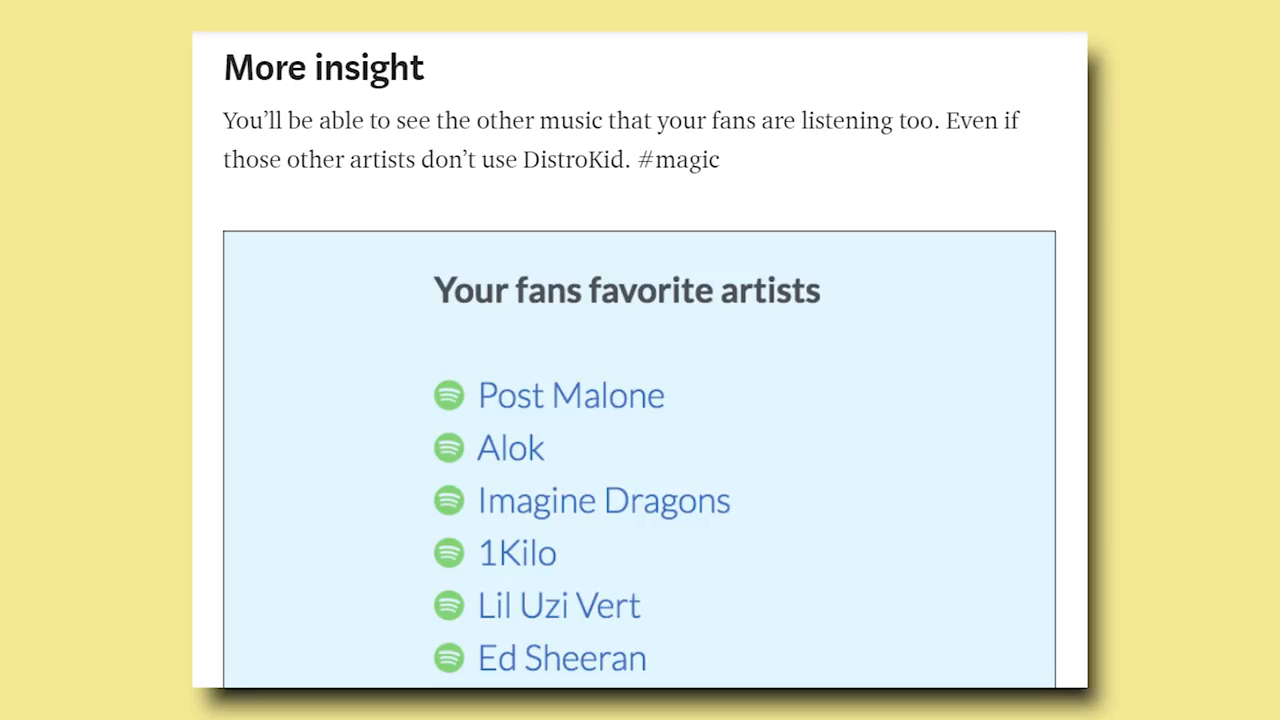 More insight
You’ll be able to see the other music that your fans are listening too. Even if
those other artists don’t use DistroKid. #magic
Your fans favorite artists
Post Malone
Alok
Imagine Dragons
1Kilo
Lil Uzi Vert
Ed Sheeran